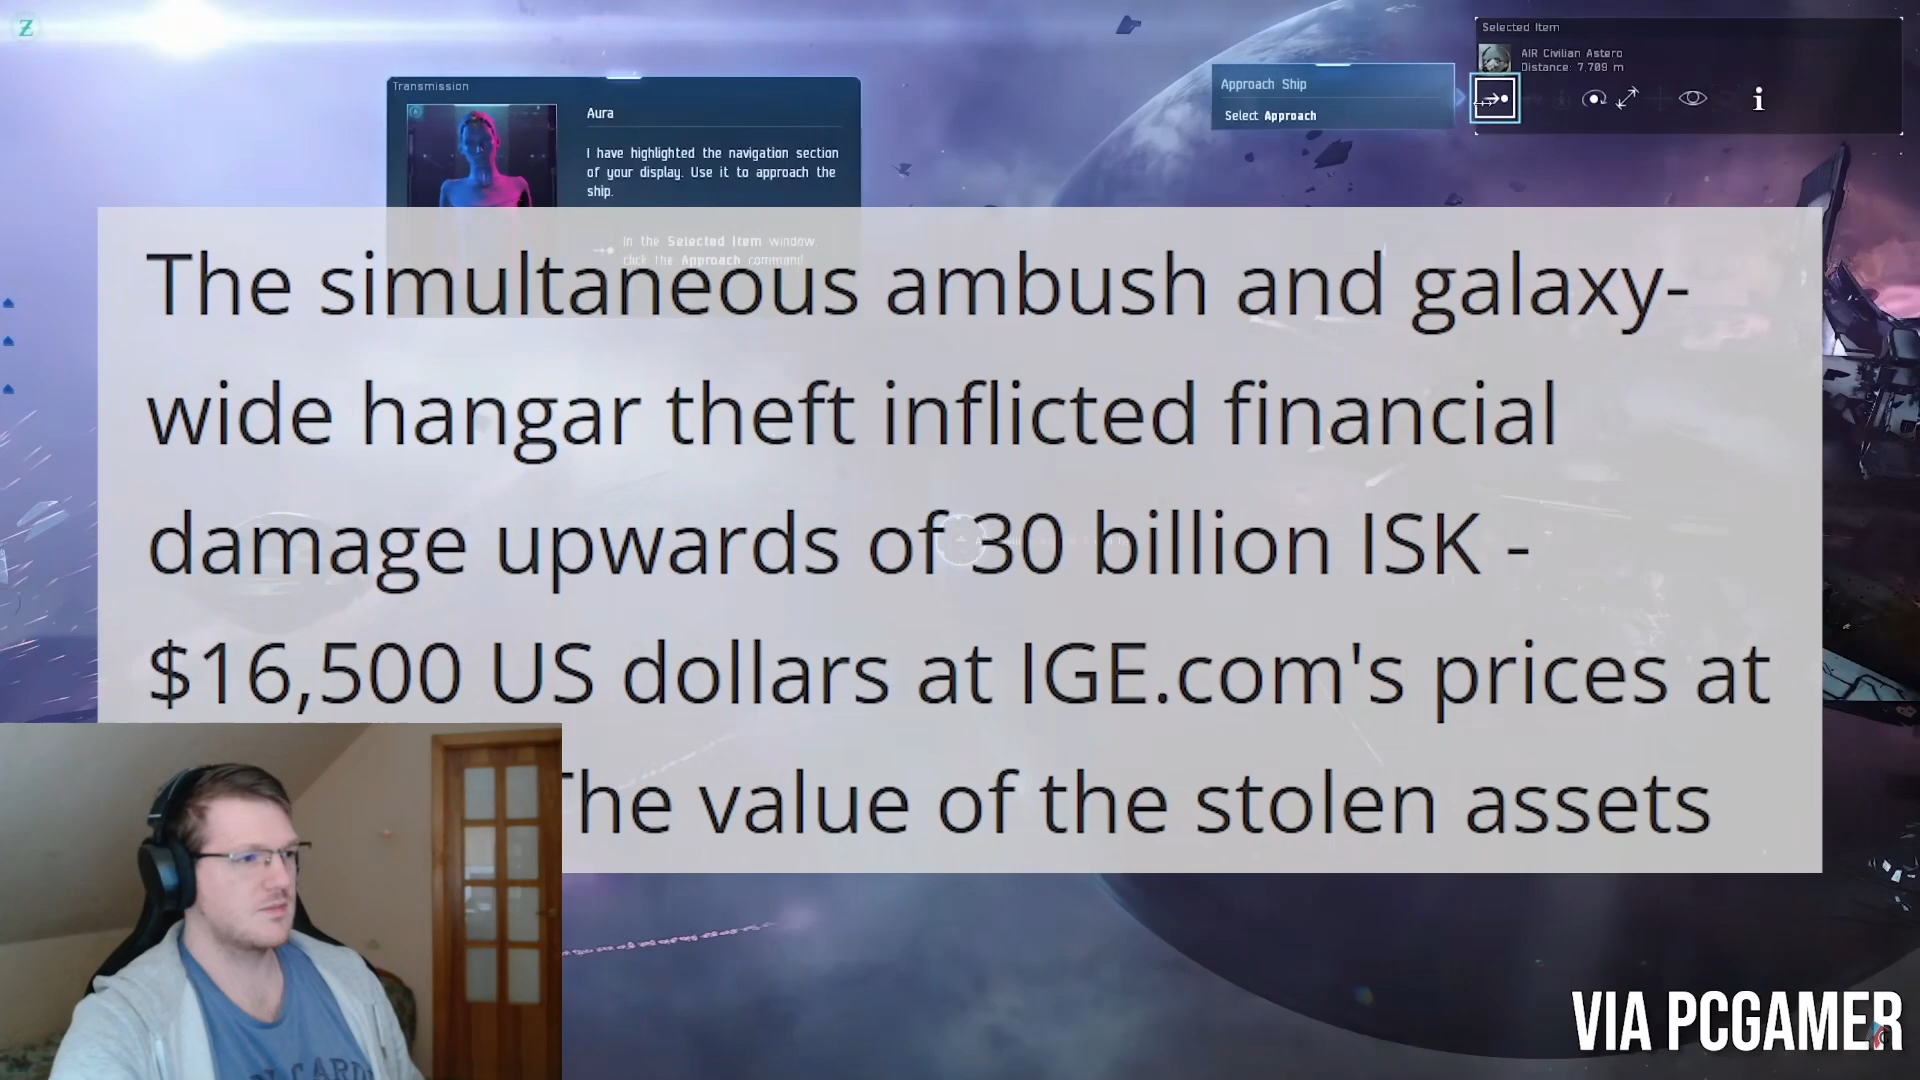 Z
Selected Item
AIR Civilian Astero
Distance: 7,709 m
Transmission
Approach Ship
Select Approach
Aura
I have highlighted the navigation section
of your display. Use it to approach the
ship.
In the Selected Item window,
click the Approach command
The simultaneous ambush and galaxy-
wide hangar theft inflicted financial
damage upwards of 30 billion ISK -
$16,500 US dollars at IGE.com's prices at
The value of the stolen assets
VIA PCGAMER